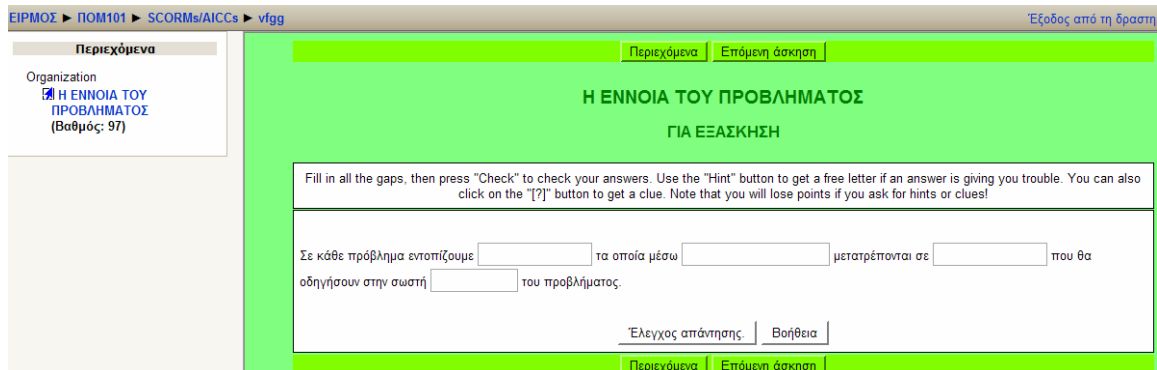 ΕΙΡΜΟΣ ► ΠΟΜ101 ► SCORMs/AICCs ► vfgg
Έξοδος από τη δραστη
Περιεχόμενα
Organization
Η ΕΝΝΟΙΑ ΤΟΥ
ΠΡΟΒΛΗΜΑΤΟΣ
(Βαθμός: 97)
Περιεχόμενα Επόμενη άσκηση
Η ΕΝΝΟΙΑ ΤΟΥ ΠΡΟΒΛΗΜΑΤΟΣ
ΓΙΑ ΕΞΑΣΚΗΣΗ
Fill in all the gaps, then press "Check" to check your answers. Use the "Hint" button to get a free letter if an answer is giving you trouble. You can also
click on the "[?]" button to get a clue. Note that you will lose points if you ask for hints or clues!
Σε κάθε πρόβλημα εντοπίζουμε τα οποία μέσω μετατρέπονται σε που θα
οδηγήσουν στην σωστή του προβλήματος.
Έλεγχος απάντησης. Βοήθεια
Περιεχόμενα Επόμενη άσκηση